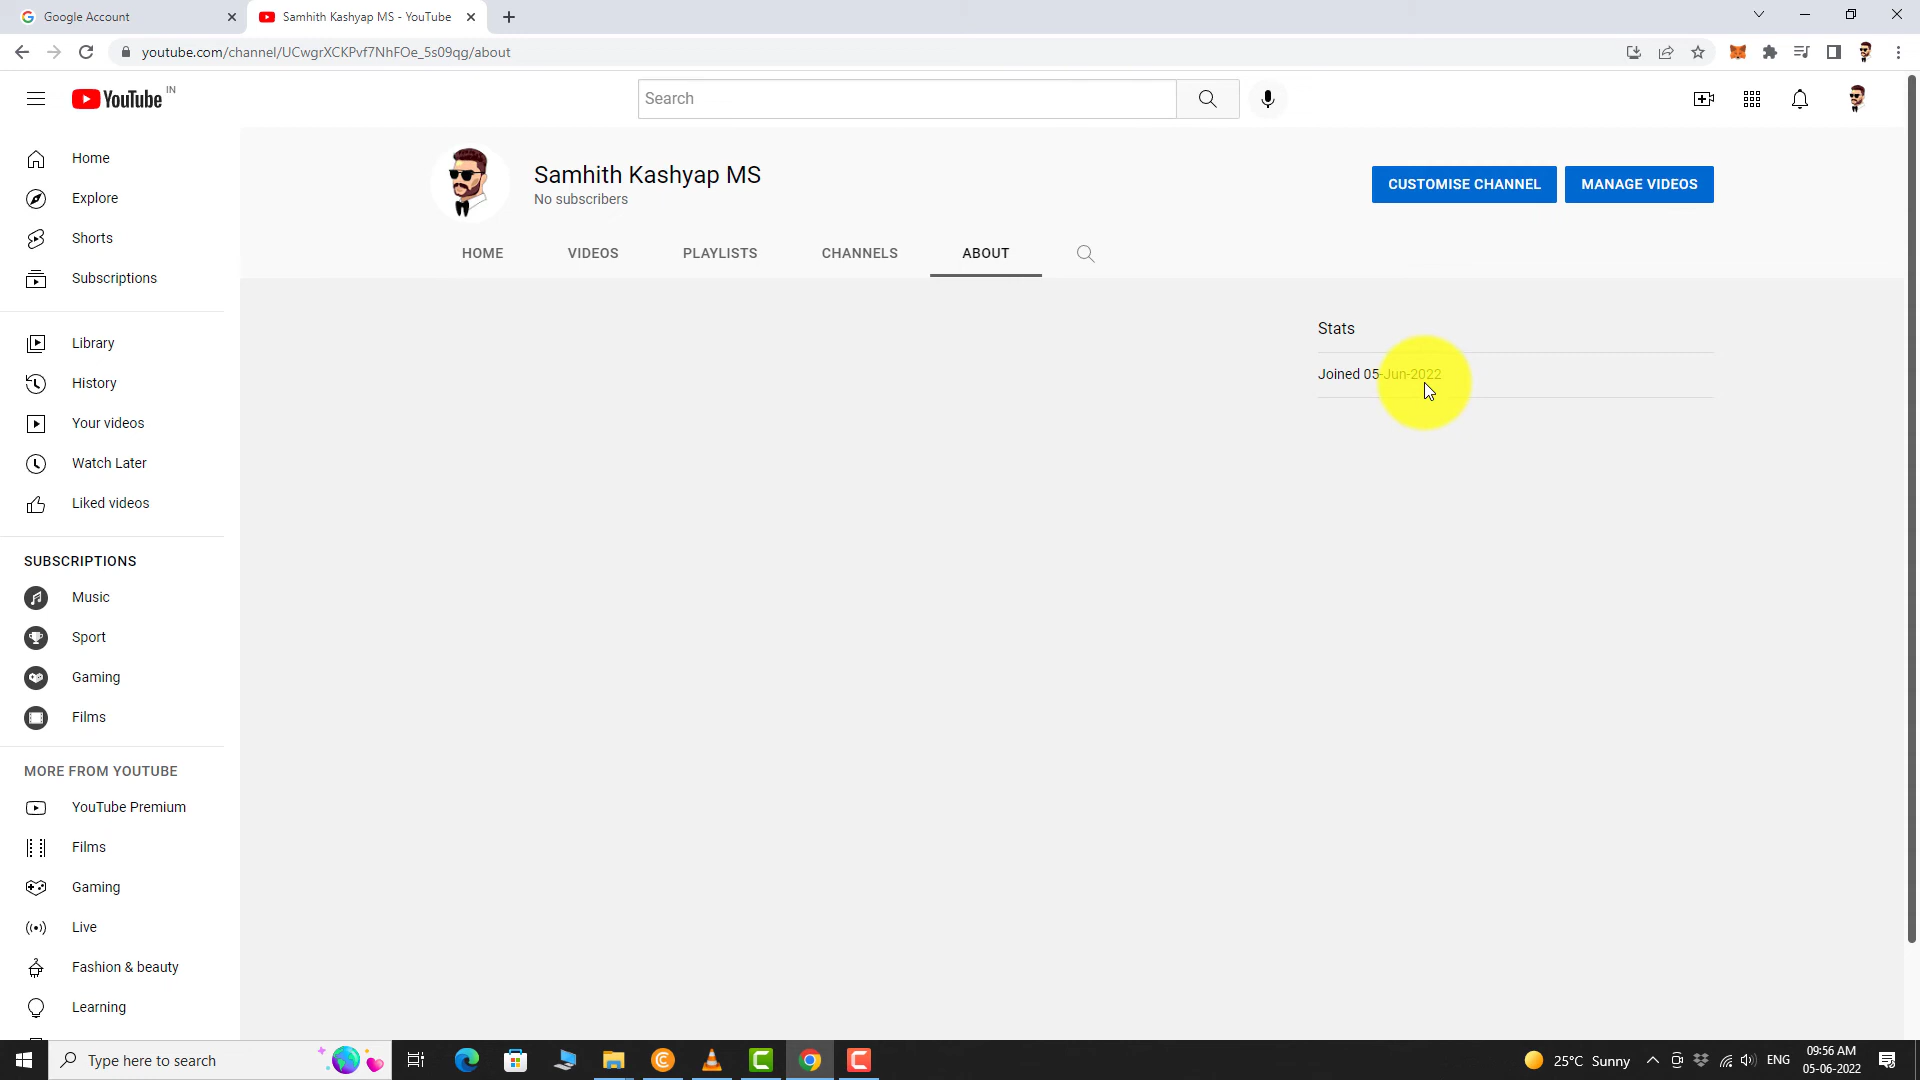 Google Account
Samhith Kashyap MS - YouTube
youtube.com/channel/UCwgrXCKPvf7NhFOe_5s09qg/about
YouTube IN
Search
Home
Explore
Shorts
Subscriptions
Library
History
Your videos
Watch Later
Liked videos
SUBSCRIPTIONS
Music
Sport
Gaming
Films
MORE FROM YOUTUBE
YouTube Premium
Films
Gaming
Live
Fashion & beauty
Learning
Samhith Kashyap MS
No subscribers
CUSTOMISE CHANNEL
MANAGE VIDEOS
HOME
VIDEOS
PLAYLISTS
CHANNELS
ABOUT
Stats
Joined 05-Jun-2022
Type here to search
25°C Sunny
ENG
09:56 AM
05-06-2022